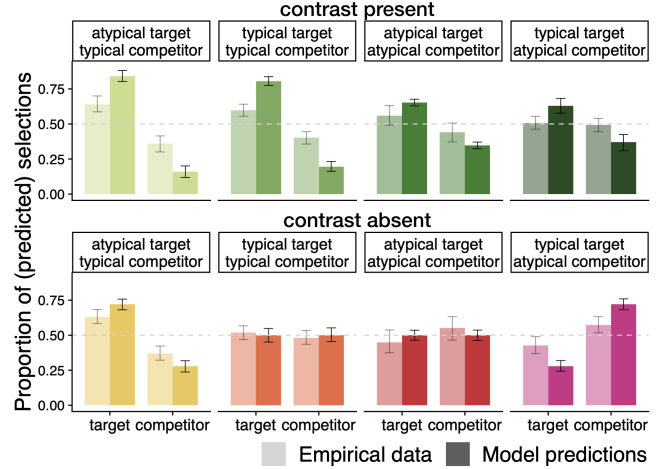 contrast present
atypical target
typical competitor
typical target
typical competitor
atypical target
atypical competitor
typical target
atypical competitor
0.75
0.50
0.25
0.00
contrast absent
atypical target
typical competitor
typical target
typical competitor
atypical target
atypical competitor
typical target
atypical competitor
0.75
0.50
0.25
0.00
Proportion of (predicted) selections
target competitor
target competitor
target competitor
target competitor
Empirical data
Model predictions